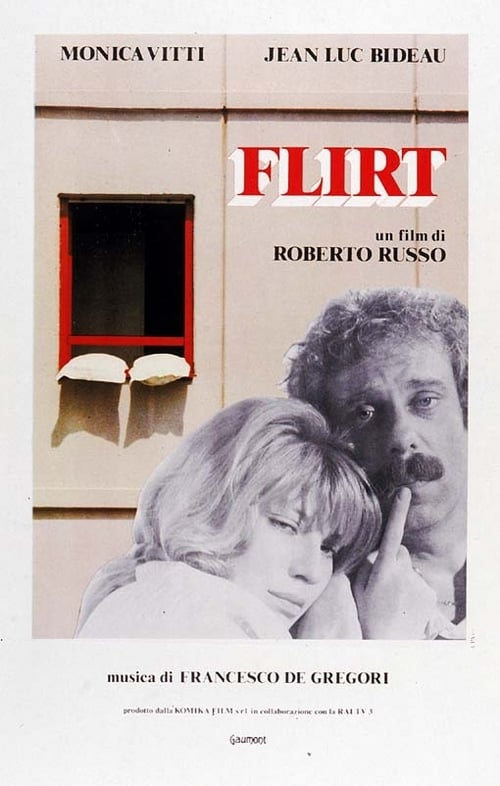 MONICA VITTI JEAN LUC BIDEAU
FLIRT
un film di
ROBERTO RUSSO
musica di FRANCESCO DE GREGORI
prodotto dalla KOMIKA FILM s r l in collaborazione con la RAI TV 3
Gaumont